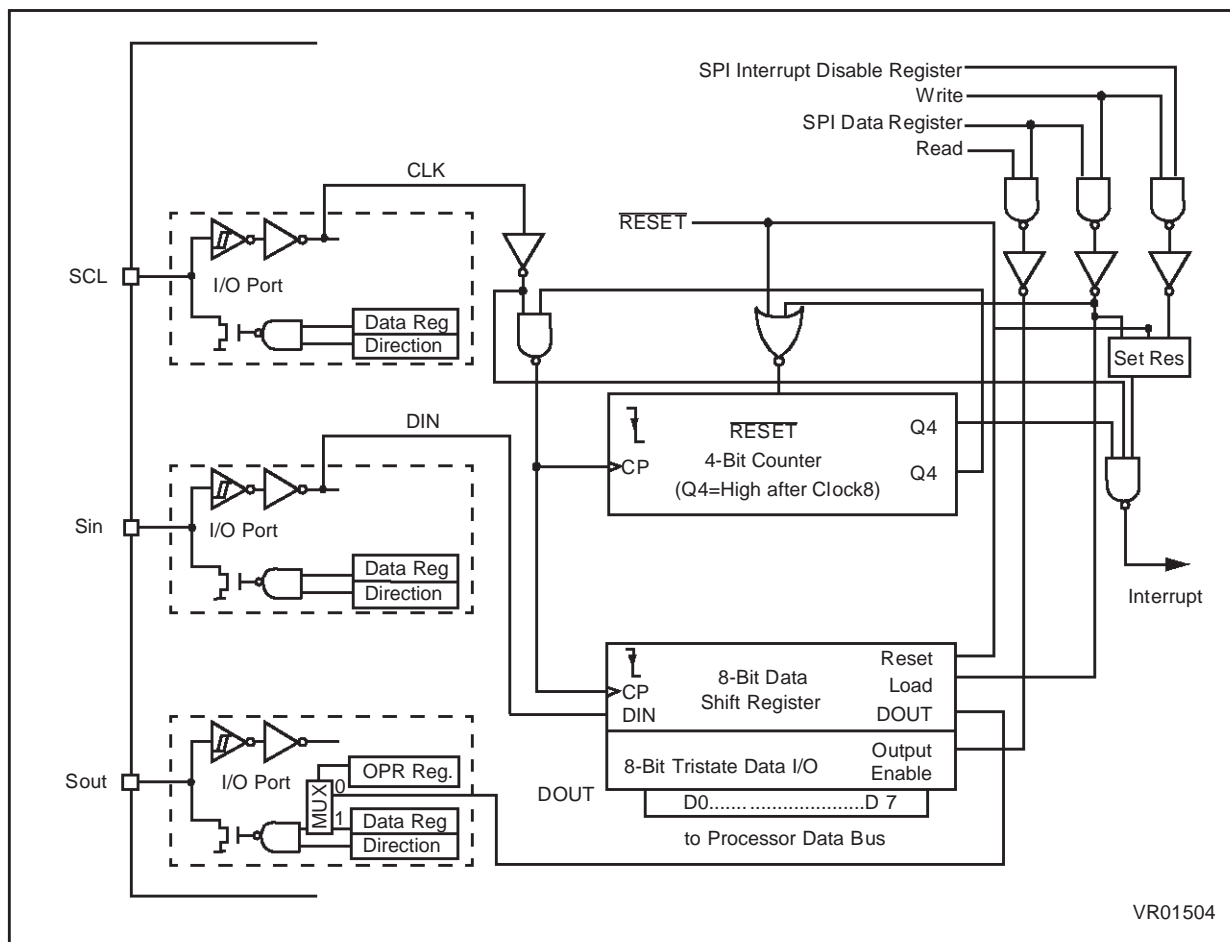 SPI Interrupt Disable Register
Write
SPI Data Register
Read
CLK
RESET
SCL
I/O Port
Data Reg
Direction
Set Res
DIN
RESET
Q4
4-Bit Counter
CP
Q4
(Q4=High after Clock8)
Sin
I/O Port
Data Reg
Direction
Interrupt
Reset
8-Bit Data
CP
Load
Shift Register
DIN
DOUT
Output
Enable
8-Bit Tristate Data I/O
Sout
I/O Port
OPR Reg.
MUX
0
1
Data Reg
Direction
DOUT
D0....... ......................D 7
to Processor Data Bus
VR01504